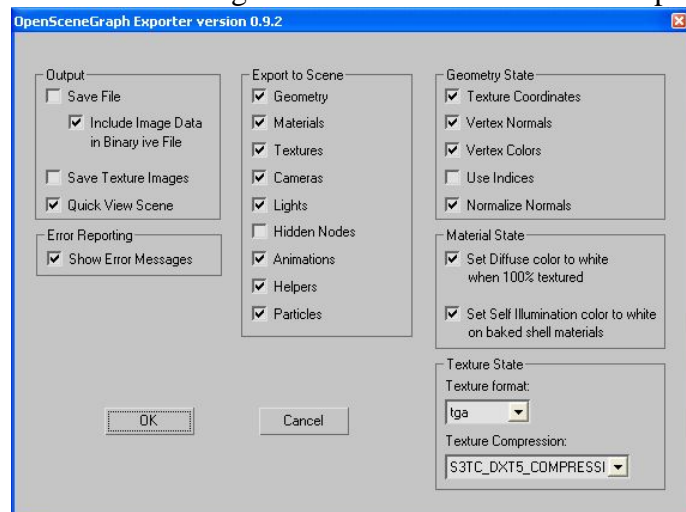 OpenSceneGraph Exporter version 0.9.2
Output
Save File
Include Image Data
in Binary ive File
Save Texture Images
Quick View Scene
Error Reporting
Show Error Messages
Export to Scene
Geometry
Materials
Textures
Cameras
Lights
Hidden Nodes
Animations
Helpers
Particles
Geometry State
Texture Coordinates
Vertex Normals
Vertex Colors
Use Indices
Normalize Normals
Material State
Set Diffuse color to white
when 100% textured
Set Self Illumination color to white
on baked shell materials
Texture State
Texture format:
tga
Texture Compression:
S3TC_DXT5_COMPRESSI
OK
Cancel